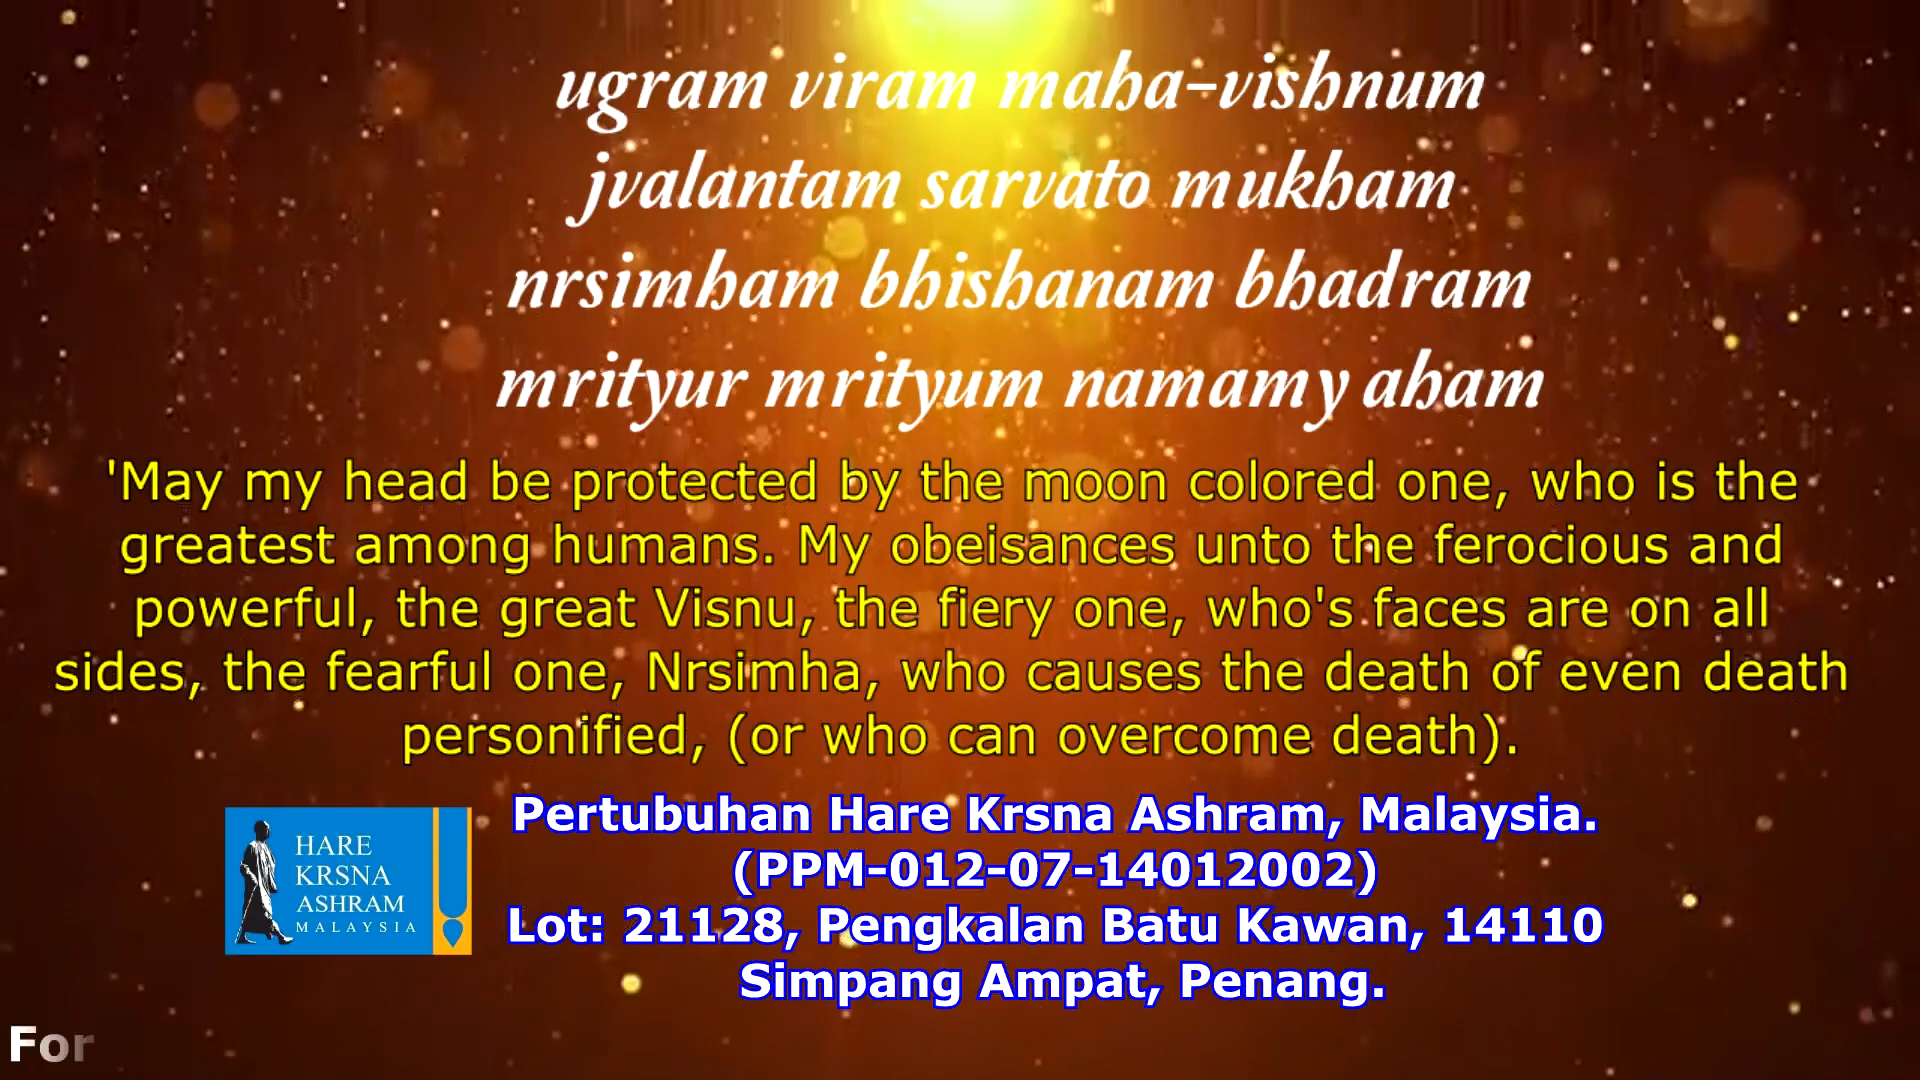 ugram viram maha-vishnum
jvalantam sarvato mukham
nrsimham bhishanam bhadram
mrityur mrityum namamy aham
'May my head be protected by the moon colored one, who is the
greatest among humans. My obeisances unto the ferocious and
powerful, the great Visnu, the fiery one, who's faces are on all
sides, the fearful one, Nrsimha, who causes the death of even death
personified, (or who can overcome death).
HARE
KRSNA
ASHRAM
MALAYSIA
Pertubuhan Hare Krsna Ashram, Malaysia.
(PPM-012-07-14012002)
Lot: 21128, Pengkalan Batu Kawan, 14110
Simpang Ampat, Penang.
For